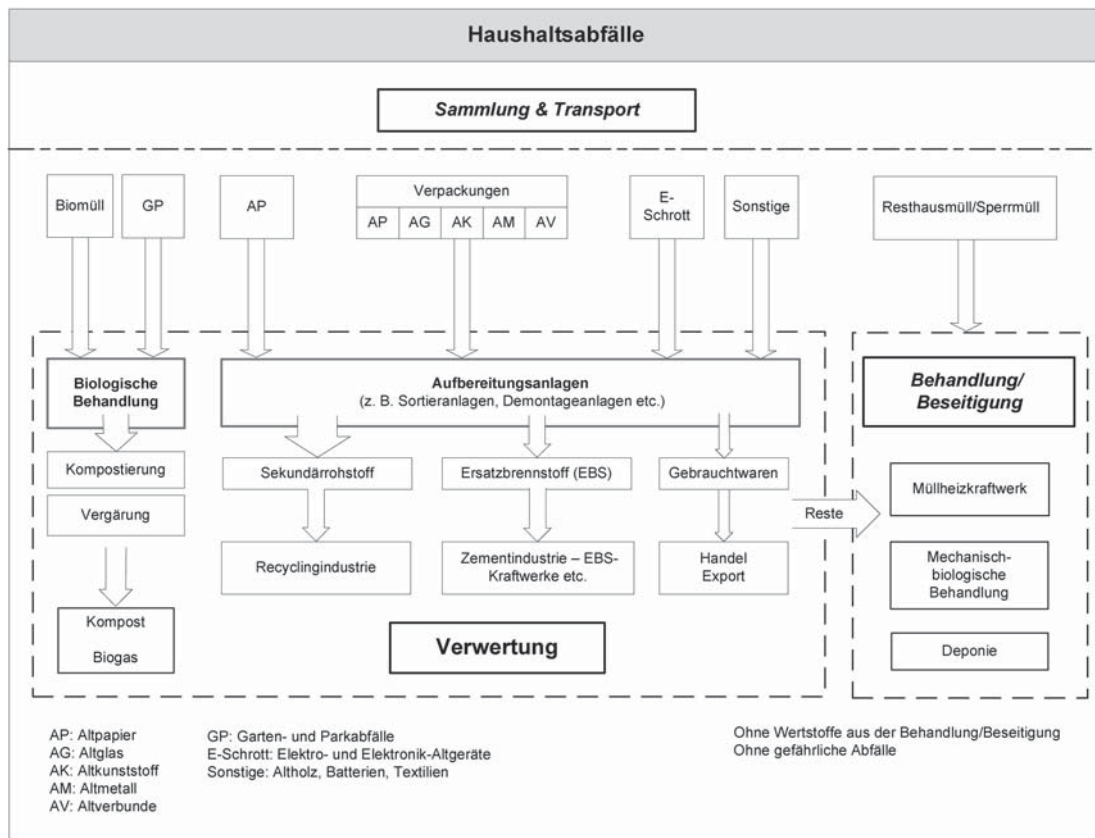 Haushaltsabfälle
Sammlung & Transport
Biomüll
GP
AP
Verpackungen
AP AG AK AM AV
E-
Schrott
Sonstige
Resthausmüll/Sperrmüll
Biologische
Behandlung
Aufbereitungsanlagen
(z. B. Sortieranlagen, Demontageanlagen etc.)
Behandlung/
Beseitigung
Kompostierung
Vergärung
Sekundärrohstoff
Ersatzbrennstoff (EBS)
Gebrauchtwaren
Reste
Müllheizkraftwerk
Recyclingindustrie
Zementindustrie – EBS-
Kraftwerke etc.
Handel
Export
Mechanisch-
biologische
Behandlung
Kompost
Biogas
Verwertung
Deponie
AP: Altpapier
AG: Altglas
AK: Altkunststoff
AM: Altmetall
AV: Altverbunde
GP: Garten- und Parkabfälle
E-Schrott: Elektro- und Elektronik-Altgeräte
Sonstige: Altholz, Batterien, Textilien
Ohne Wertstoffe aus der Behandlung/Beseitigung
Ohne gefährliche Abfälle